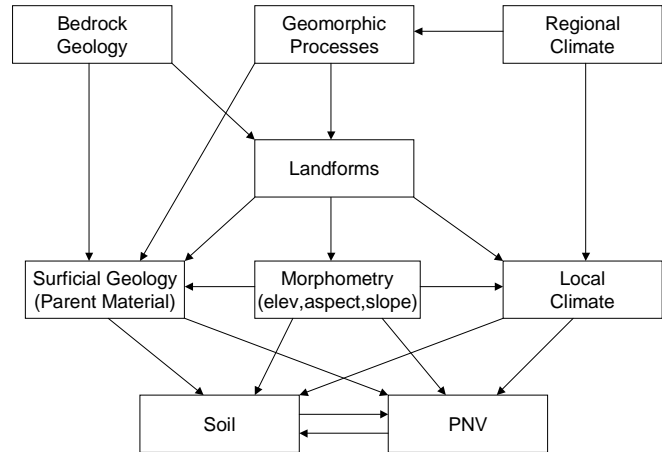 Bedrock
Geology
Geomorphic
Processes
Regional
Climate
Landforms
Surficial Geology
(Parent Material)
Morphometry
(elev,aspect,slope)
Local
Climate
Soil
PNV